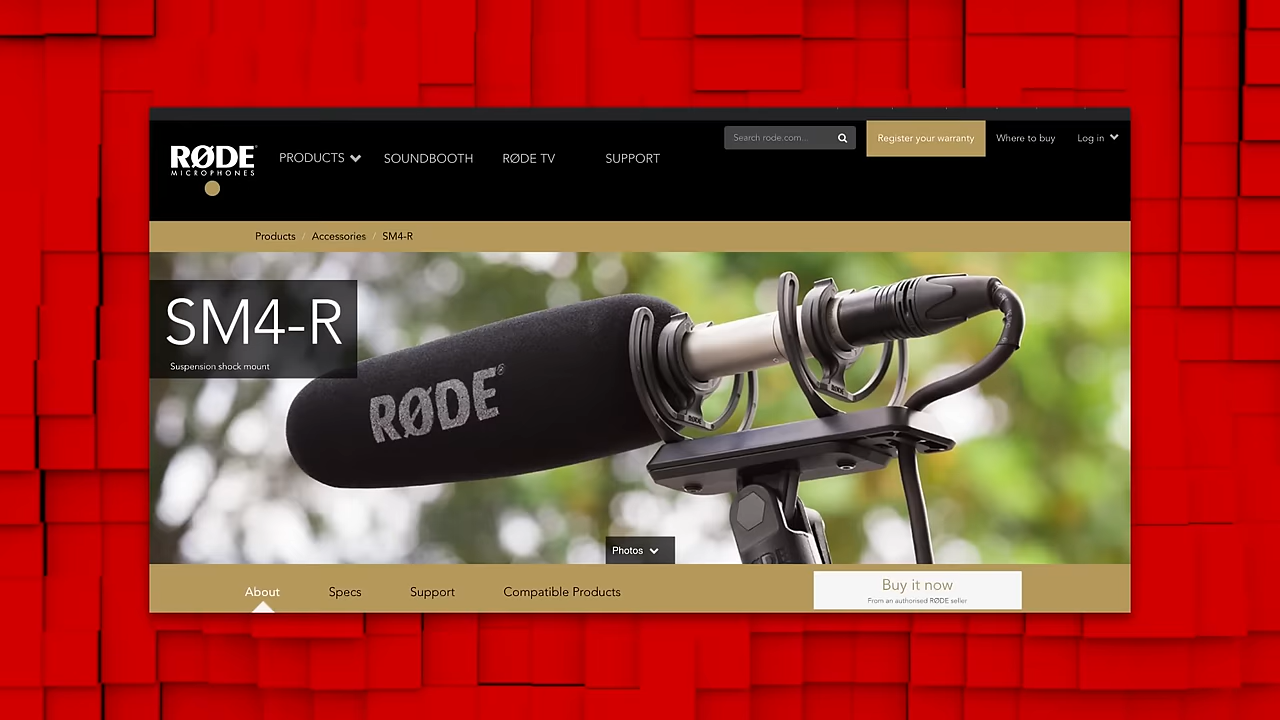 RØDE
MICROPHONES
PRODUCTS
SOUNDBOOTH
RØDE TV
SUPPORT
Search rode.com...
Register your warranty
Where to buy
Log in
Products / Accessories / SM4-R
SM4-R
Suspension shock mount
RØDE®
Photos
About
Specs
Support
Compatible Products
Buy it now
From an authorised RØDE seller